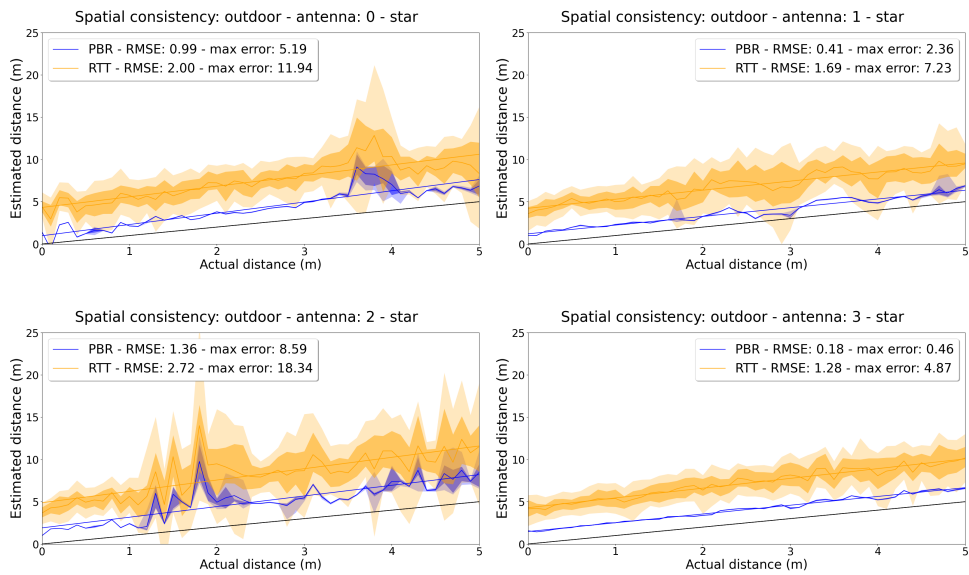 Spatial consistency: outdoor - antenna: 0 - star
PBR - RMSE: 0.99 - max error: 5.19
RTT - RMSE: 2.00 - max error: 11.94
Estimated distance (m)
25
20
15
10
5
0
0 1 2 3 4 5
Actual distance (m)
Spatial consistency: outdoor - antenna: 1 - star
PBR - RMSE: 0.41 - max error: 2.36
RTT - RMSE: 1.69 - max error: 7.23
Estimated distance (m)
25
20
15
10
5
0
0 1 2 3 4 5
Actual distance (m)
Spatial consistency: outdoor - antenna: 2 - star
PBR - RMSE: 1.36 - max error: 8.59
RTT - RMSE: 2.72 - max error: 18.34
Estimated distance (m)
25
20
15
10
5
0
0 1 2 3 4 5
Actual distance (m)
Spatial consistency: outdoor - antenna: 3 - star
PBR - RMSE: 0.18 - max error: 0.46
RTT - RMSE: 1.28 - max error: 4.87
Estimated distance (m)
25
20
15
10
5
0
0 1 2 3 4 5
Actual distance (m)